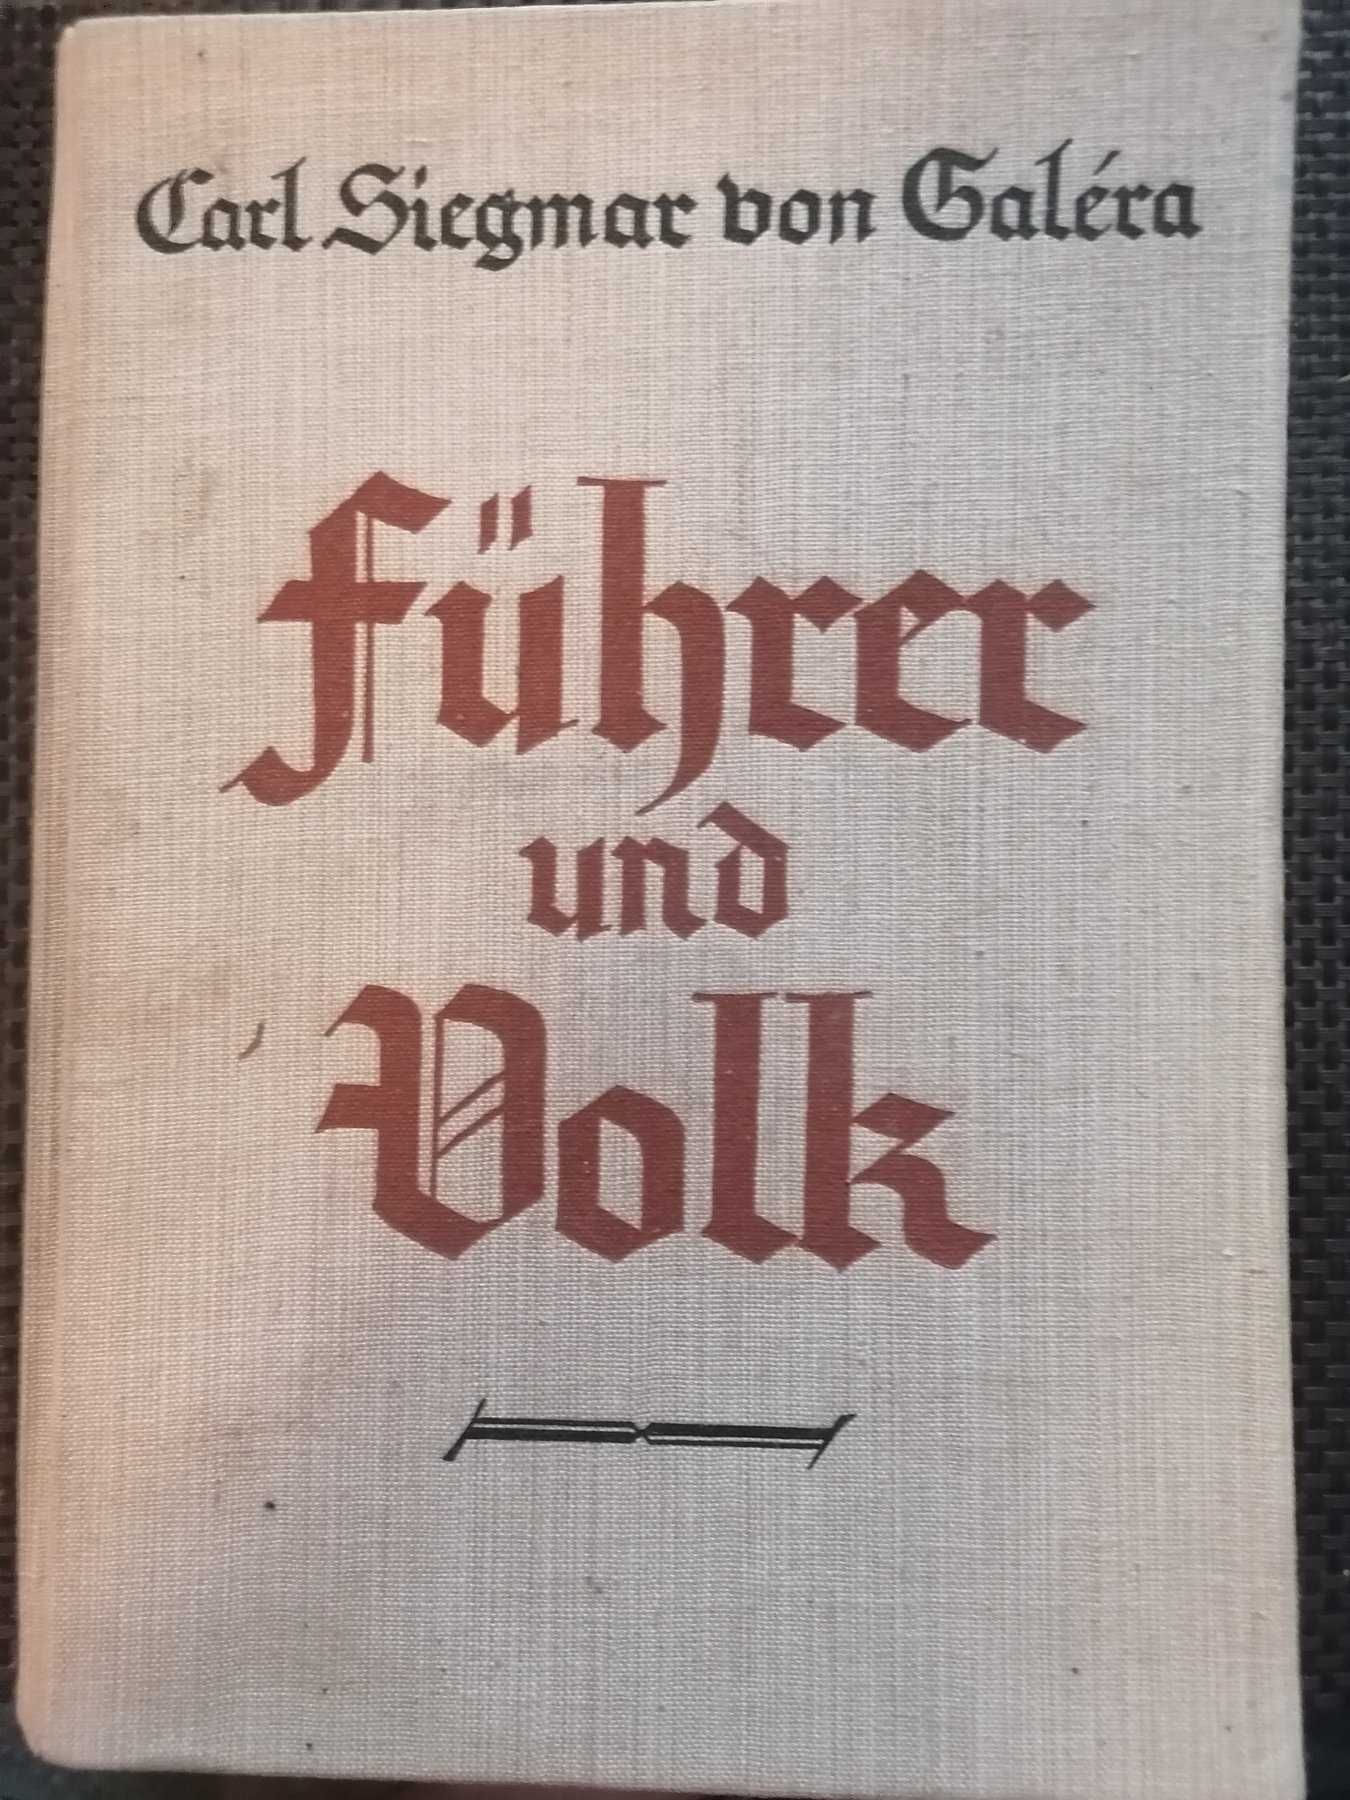 Carl Siegmar von Galéra
Führer
und
Volk